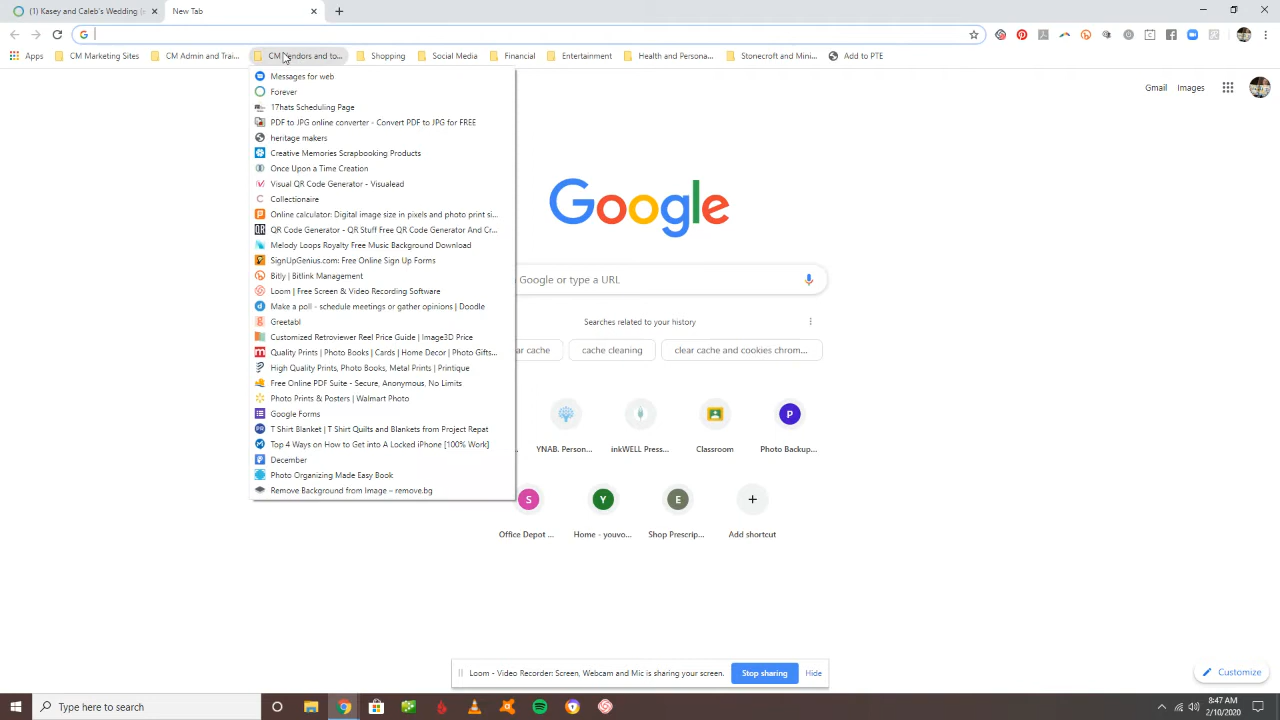 (1) Kasey and Caleb's Wedding (
New Tab
Apps
CM Marketing Sites
CM Admin and Trai...
CM Vendors and to...
Shopping
Social Media
Financial
Entertainment
Health and Persona...
Stonecroft and Mini...
Add to PTE
Messages for web
Forever
17hats Scheduling Page
PDF to JPG online converter - Convert PDF to JPG for FREE
heritage makers
Creative Memories Scrapbooking Products
Once Upon a Time Creation
Visual QR Code Generator - Visualead
Collectionaire
Online calculator: Digital image size in pixels and photo print si...
QR Code Generator - QR Stuff Free QR Code Generator And Cr...
Melody Loops Royalty Free Music Background Download
SignUpGenius.com: Free Online Sign Up Forms
Bitly | Bitlink Management
Loom | Free Screen & Video Recording Software
Make a poll - schedule meetings or gather opinions | Doodle
Greetabl
Customized Retroviewer Reel Price Guide | Image3D Price
Quality Prints | Photo Books | Cards | Home Decor | Photo Gifts...
High Quality Prints, Photo Books, Metal Prints | Printique
Free Online PDF Suite - Secure, Anonymous, No Limits
Photo Prints & Posters | Walmart Photo
Google Forms
T Shirt Blanket | T Shirt Quilts and Blankets from Project Repat
Top 4 Ways on How to Get into A Locked iPhone [100% Work]
December
Photo Organizing Made Easy Book
Remove Background from Image – remove.bg
Gmail
Images
Google
Google or type a URL
Searches related to your history
ar cache
cache cleaning
clear cache and cookies chrom...
P
YNAB. Person...
inkWELL Press...
Classroom
Photo Backup...
S
Y
E
Office Depot ...
Home - youvo...
Shop Prescrip...
Add shortcut
Loom - Video Recorder: Screen, Webcam and Mic is sharing your screen.
Stop sharing
Hide
Customize
Type here to search
8:47 AM
2/10/2020